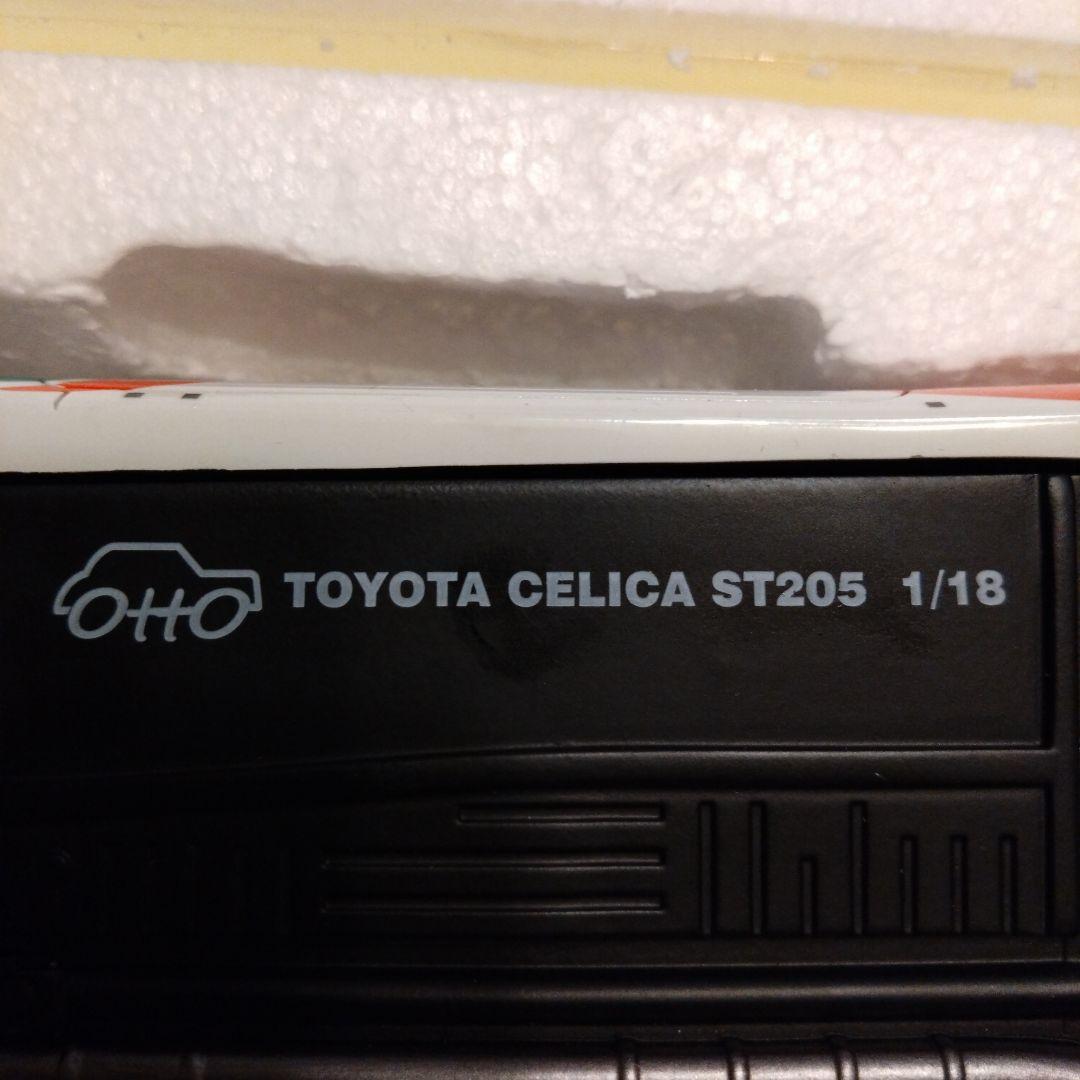 OTTO TOYOTA CELICA ST205 1/18